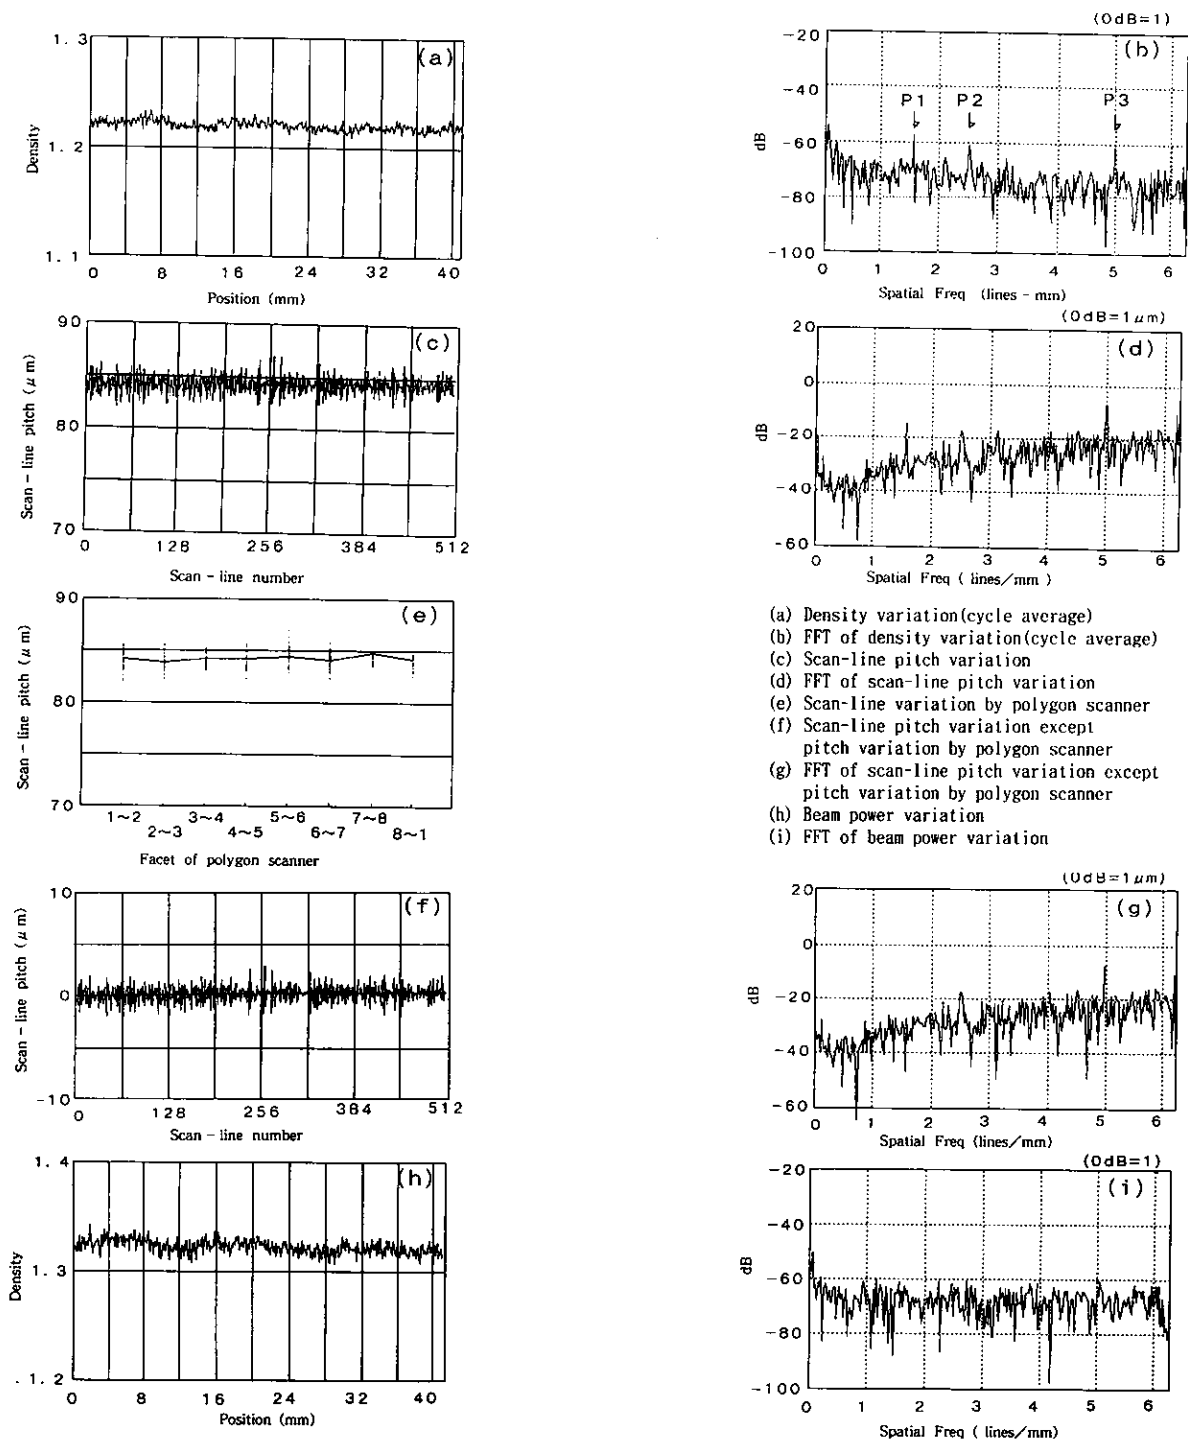 1. 3
(a)
Density
1. 2
1. 1
0 8 16 24 32 40
Position (mm)
(0dB=1)
-20
(b)
-40
P1 P2 P3
dB
-60
-80
-100
0 1 2 3 4 5 6
Spatial Freq (lines-mm)
90
(c)
Scan-line pitch (μm)
80
70
0 128 256 384 512
Scan-line number
(0dB=1μm)
20
(d)
0
dB
-20
-40
-60
0 1 2 3 4 5 6
Spatial Freq ( lines/mm )
90
(e)
Scan-line pitch (μm)
80
70
1~2 3~4 5~6 7~8
2~3 4~5 6~7 8~1
Facet of polygon scanner
(a) Density variation(cycle average)
(b) FFT of density variation(cycle average)
(c) Scan-line pitch variation
(d) FFT of scan-line pitch variation
(e) Scan-line variation by polygon scanner
(f) Scan-line pitch variation except
pitch variation by polygon scanner
(g) FFT of scan-line pitch variation except
pitch variation by polygon scanner
(h) Beam power variation
(i) FFT of beam power variation
10
(f)
Scan-line pitch (μm)
0
-10
0 128 256 384 512
Scan-line number
(0dB=1μm)
20
(g)
0
dB
-20
-40
-60
0 1 2 3 4 5 6
Spatial Freq (lines/mm)
1. 4
(h)
Density
1. 3
. 1. 2
0 8 16 24 32 40
Position (mm)
(0dB=1)
-20
(i)
-40
dB
-60
-80
-100
0 1 2 3 4 5 6
Spatial Freq ( lines/mm)